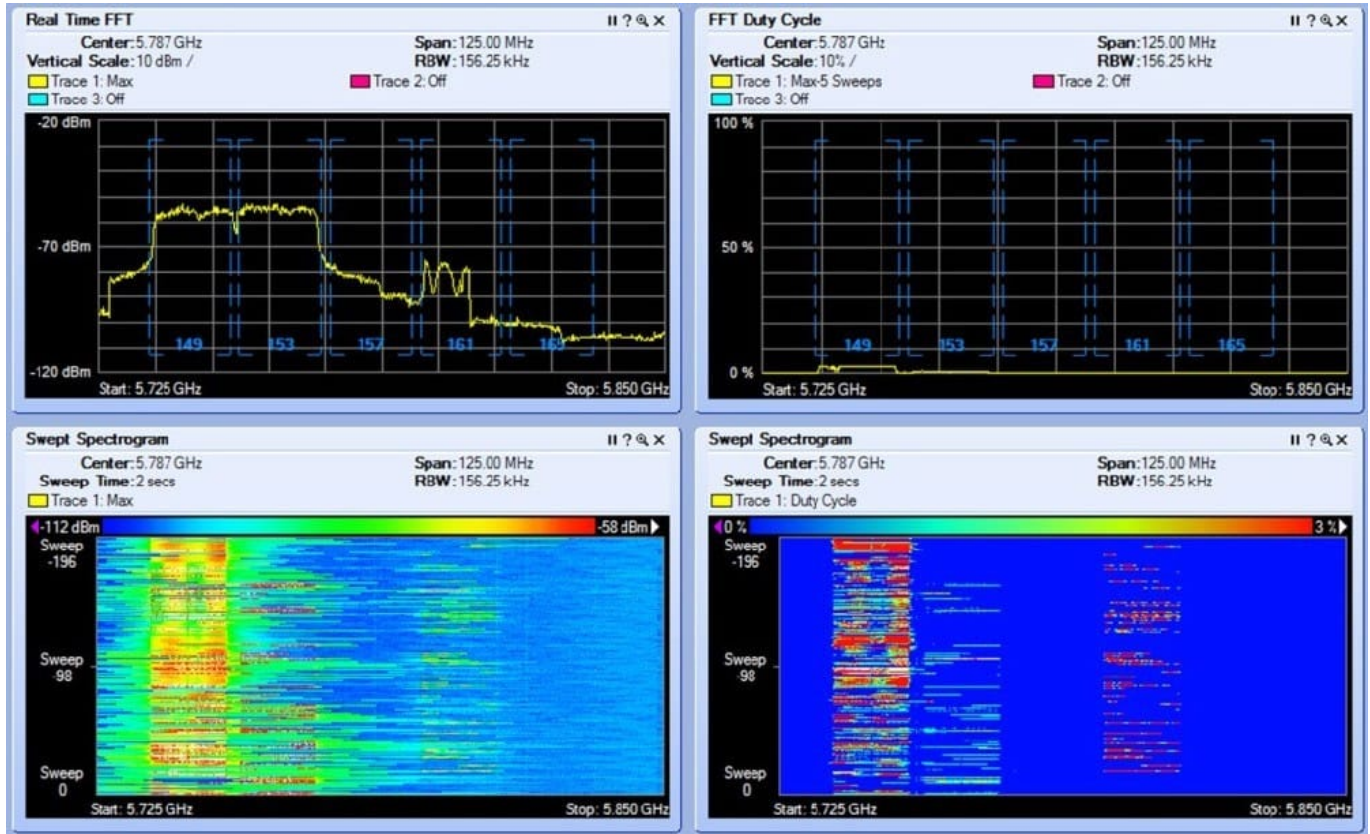 Real Time FFT
Center: 5.787 GHz Span: 125.00 MHz
Vertical Scale: 10 dBm / RBW: 156.25 kHz
Trace 1: Max Trace 2: Off
Trace 3: Off
-20 dBm
-70 dBm
149 153 157 161 165
-120 dBm
Start: 5.725 GHz Stop: 5.850 GHz
FFT Duty Cycle
Center: 5.787 GHz Span: 125.00 MHz
Vertical Scale: 10% / RBW: 156.25 kHz
Trace 1: Max-5 Sweeps Trace 2: Off
Trace 3: Off
100 %
50 %
149 153 157 161 165
0 %
Start: 5.725 GHz Stop: 5.850 GHz
Swept Spectrogram
Center: 5.787 GHz Span: 125.00 MHz
Sweep Time: 2 secs RBW: 156.25 kHz
Trace 1: Max
-112 dBm -58 dBm
Sweep
-196
Sweep
-98
Sweep
0
Start: 5.725 GHz Stop: 5.850 GHz
Swept Spectrogram
Center: 5.787 GHz Span: 125.00 MHz
Sweep Time: 2 secs RBW: 156.25 kHz
Trace 1: Duty Cycle
0 % 3 %
Sweep
-196
Sweep
-98
Sweep
0
Start: 5.725 GHz Stop: 5.850 GHz